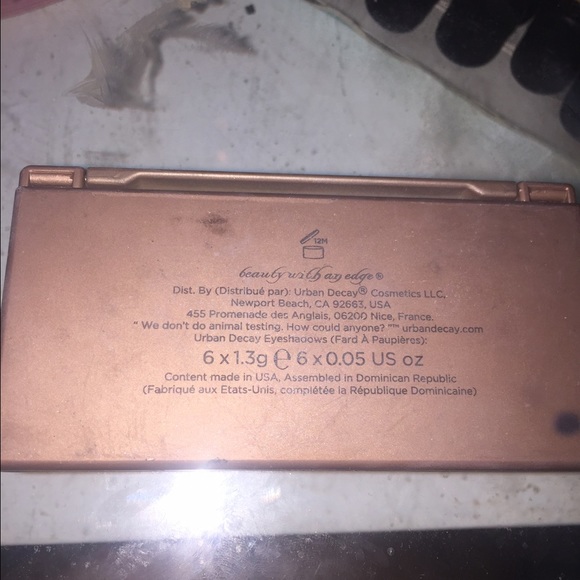 12M
beauty with an edge®
Dist. By (Distribué par): Urban Decay® Cosmetics LLC,
Newport Beach, CA 92663, USA
455 Promenade des Anglais, 06200 Nice, France.
“ We don't do animal testing. How could anyone? ”™ urbandecay.com
Urban Decay Eyeshadows (Fard À Paupières):
6 x 1.3g ℮ 6 x 0.05 US oz
Content made in USA, Assembled in Dominican Republic
(Fabriqué aux Etats-Unis, complétée la République Dominicaine)